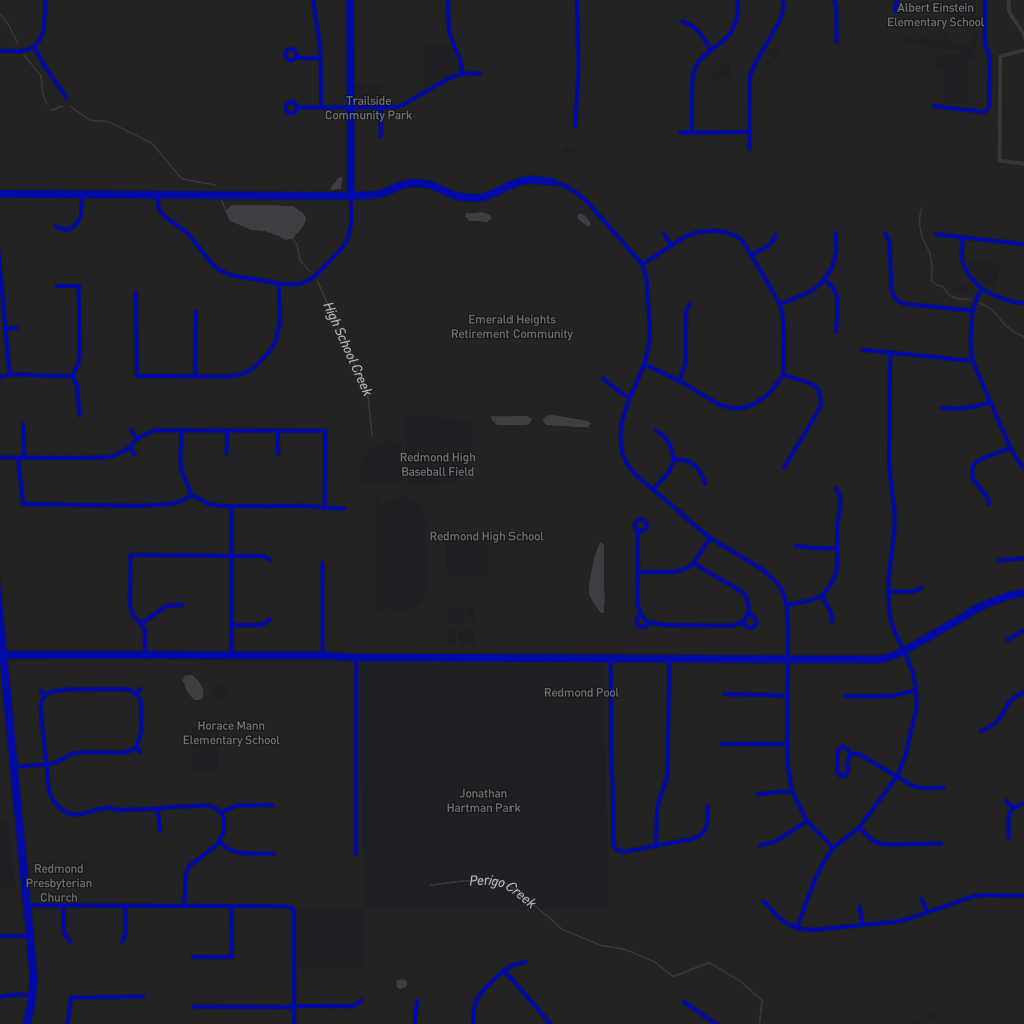 Albert Einstein
Elementary School
Trailside
Community Park
Emerald Heights
Retirement Community
High School Creek
Redmond High
Baseball Field
Redmond High School
Redmond Pool
Horace Mann
Elementary School
Jonathan
Hartman Park
Redmond
Presbyterian
Church
Perigo Creek